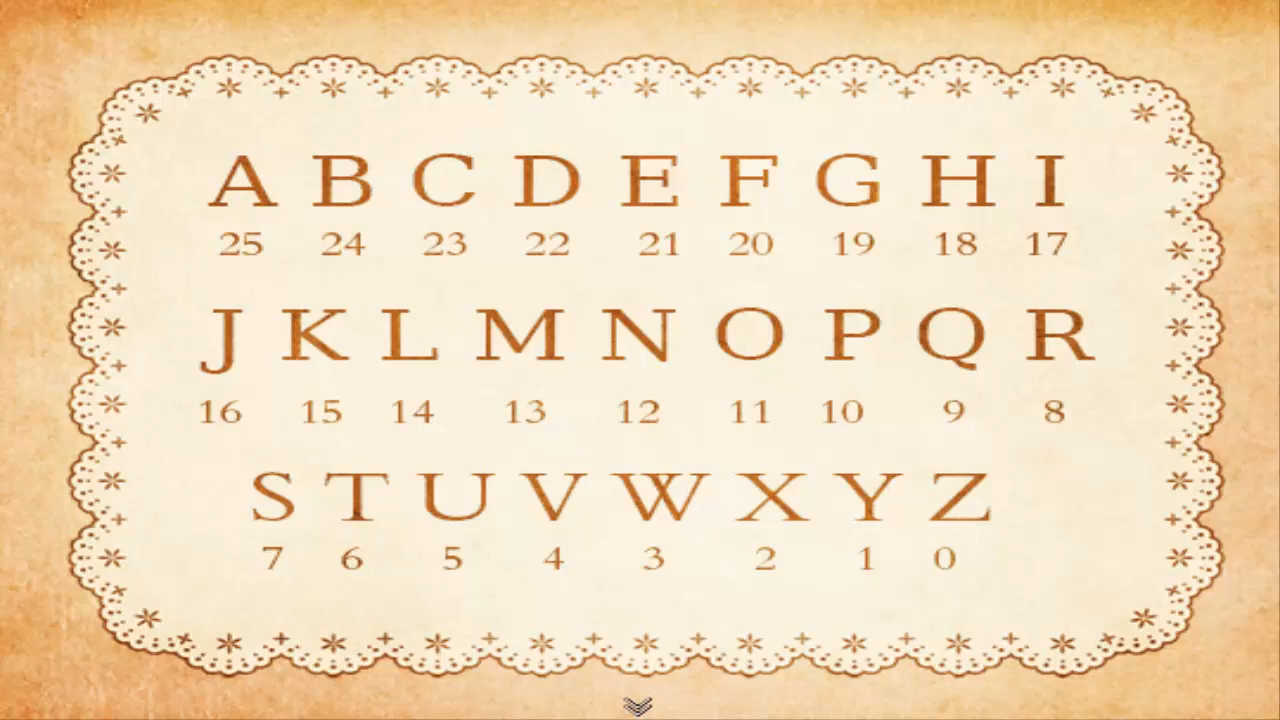 A B C D E F G H I
25 24 23 22 21 20 19 18 17
J K L M N O P Q R
16 15 14 13 12 11 10 9 8
S T U V W X Y Z
7 6 5 4 3 2 1 0